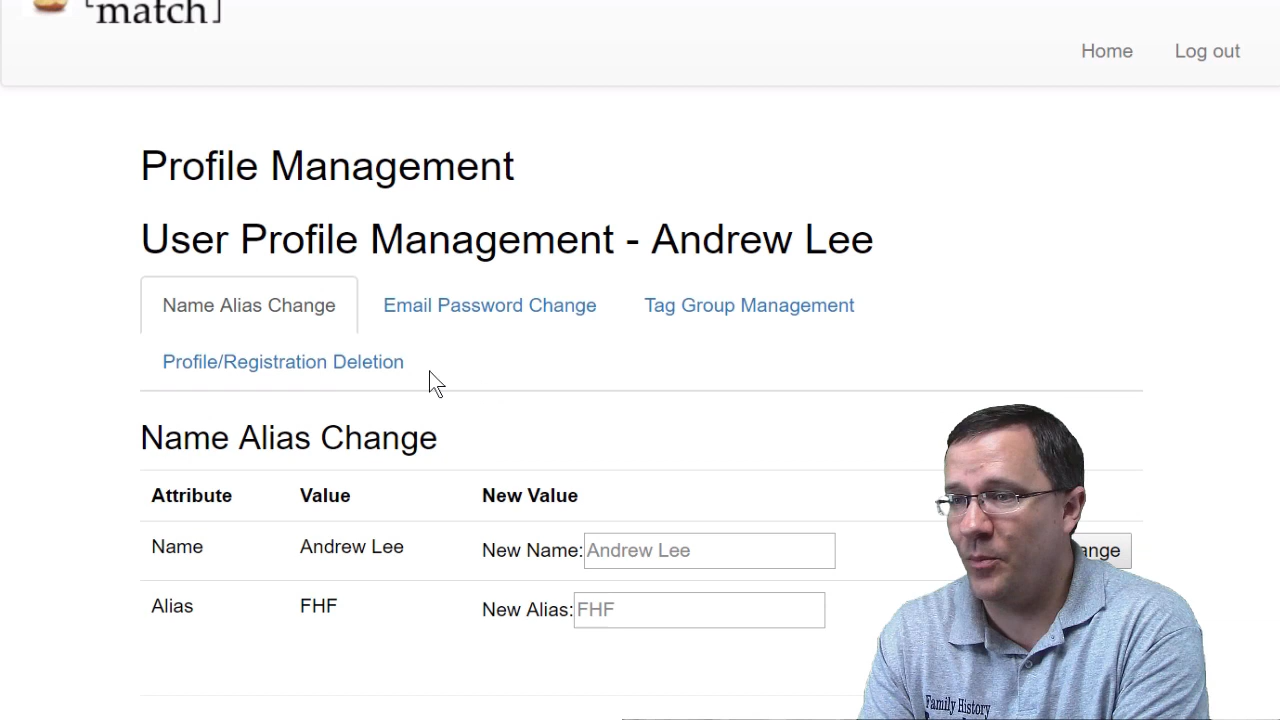 match
Home Log out
Profile Management
User Profile Management - Andrew Lee
Name Alias Change Email Password Change Tag Group Management
Profile/Registration Deletion
Name Alias Change
Attribute Value New Value
Name Andrew Lee New Name: Andrew Lee ange
Alias FHF New Alias: FHF
Family History